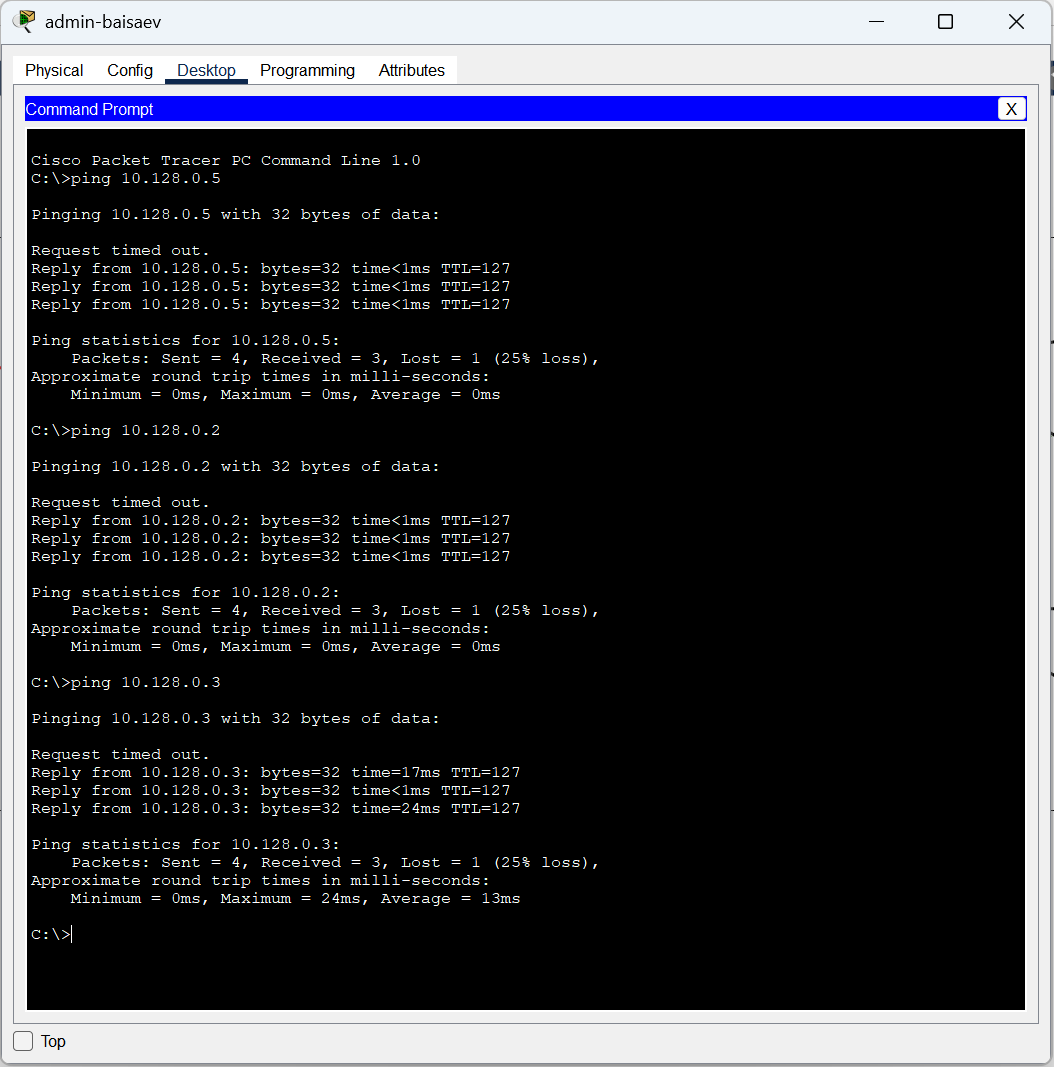 admin-baisaev
Physical Config Desktop Programming Attributes
Command Prompt X
Cisco Packet Tracer PC Command Line 1.0
C:\>ping 10.128.0.5
Pinging 10.128.0.5 with 32 bytes of data:
Request timed out.
Reply from 10.128.0.5: bytes=32 time<1ms TTL=127
Reply from 10.128.0.5: bytes=32 time<1ms TTL=127
Reply from 10.128.0.5: bytes=32 time<1ms TTL=127
Ping statistics for 10.128.0.5:
Packets: Sent = 4, Received = 3, Lost = 1 (25% loss),
Approximate round trip times in milli-seconds:
Minimum = 0ms, Maximum = 0ms, Average = 0ms
C:\>ping 10.128.0.2
Pinging 10.128.0.2 with 32 bytes of data:
Request timed out.
Reply from 10.128.0.2: bytes=32 time<1ms TTL=127
Reply from 10.128.0.2: bytes=32 time<1ms TTL=127
Reply from 10.128.0.2: bytes=32 time<1ms TTL=127
Ping statistics for 10.128.0.2:
Packets: Sent = 4, Received = 3, Lost = 1 (25% loss),
Approximate round trip times in milli-seconds:
Minimum = 0ms, Maximum = 0ms, Average = 0ms
C:\>ping 10.128.0.3
Pinging 10.128.0.3 with 32 bytes of data:
Request timed out.
Reply from 10.128.0.3: bytes=32 time=17ms TTL=127
Reply from 10.128.0.3: bytes=32 time<1ms TTL=127
Reply from 10.128.0.3: bytes=32 time=24ms TTL=127
Ping statistics for 10.128.0.3:
Packets: Sent = 4, Received = 3, Lost = 1 (25% loss),
Approximate round trip times in milli-seconds:
Minimum = 0ms, Maximum = 24ms, Average = 13ms
C:\>
Top